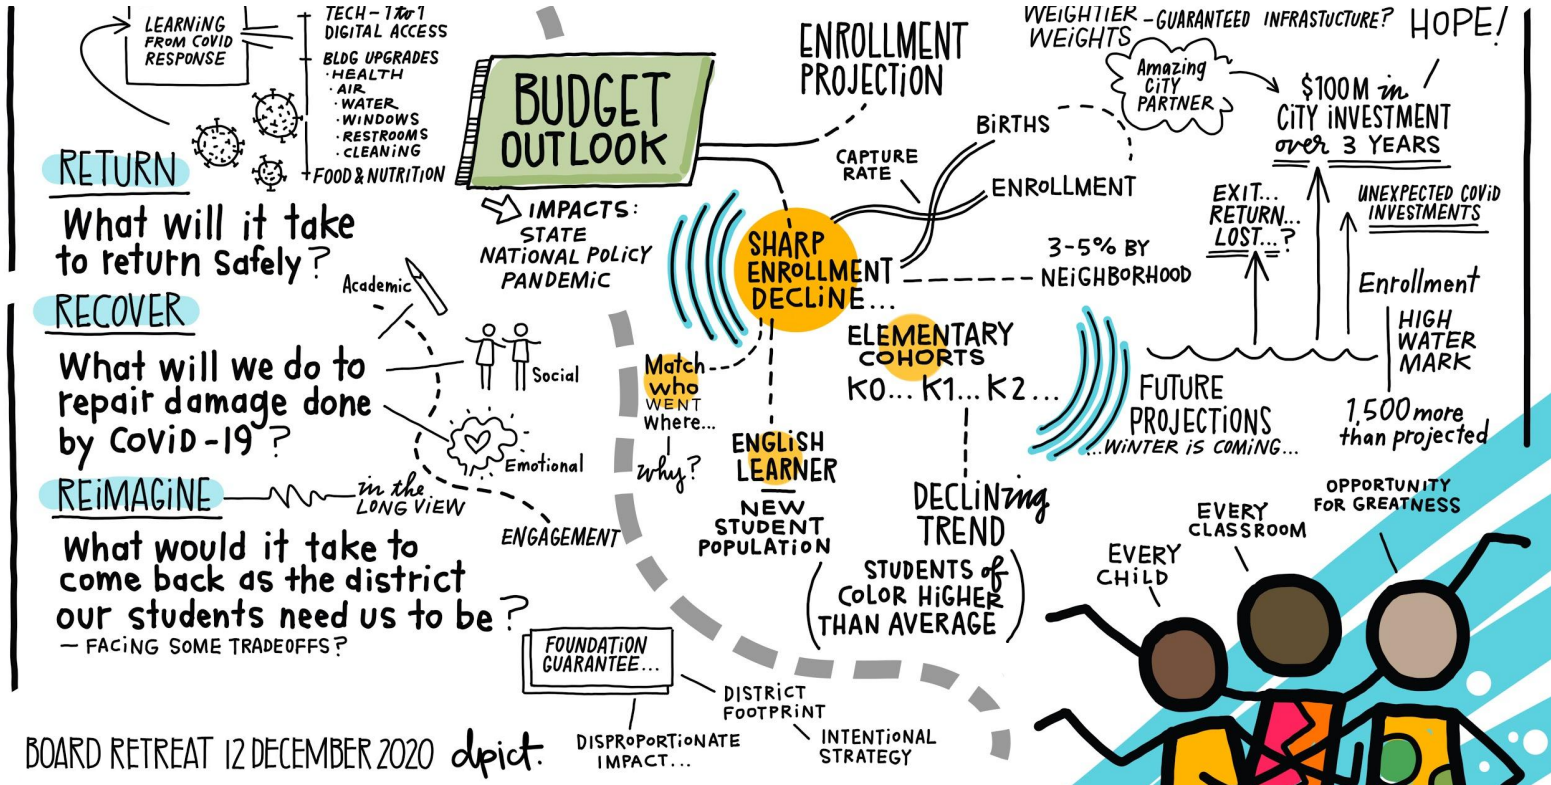 LEARNING
FROM COVID
RESPONSE
TECH - 1 to 1
DIGITAL ACCESS
BLDG UPGRADES
· HEALTH
· AIR
· WATER
· WINDOWS
· RESTROOMS
· CLEANING
FOOD & NUTRITION
RETURN
What will it take
to return safely?
RECOVER
What will we do to
repair damage done
by COVID-19?
Academic
Social
Emotional
ENGAGEMENT
REIMAGINE
in the
LONG VIEW
What would it take to
come back as the district
our students need us to be?
- FACING SOME TRADEOFFS?
BOARD RETREAT 12 DECEMBER 2020 dpict.
BUDGET
OUTLOOK
IMPACTS:
STATE
NATIONAL POLICY
PANDEMIC
ENROLLMENT
PROJECTION
SHARP
ENROLLMENT
DECLINE...
CAPTURE
RATE
BIRTHS
ENROLLMENT
3-5% BY
NEIGHBORHOOD
Match
who
WENT
Where...
why?
ENGLISH
LEARNER
NEW
STUDENT
POPULATION
ELEMENTARY
COHORTS
K0... K1... K2...
DECLINing
TREND
(STUDENTS of
COLOR HIGHER
THAN AVERAGE)
FOUNDATION
GUARANTEE...
DISTRICT
FOOTPRINT
INTENTIONAL
STRATEGY
DISPROPORTIONATE
IMPACT...
WEIGHTIER
WEIGHTS
- GUARANTEED INFRASTUCTURE?
HOPE!
Amazing
CITY
PARTNER
$100M in
CITY INVESTMENT
over 3 YEARS
EXIT...
RETURN...
LOST...?
UNEXPECTED COVID
INVESTMENTS
Enrollment
HIGH
WATER
MARK
1,500 more
than projected
FUTURE
PROJECTIONS
...WINTER IS COMING...
EVERY
CHILD
EVERY
CLASSROOM
OPPORTUNITY
FOR GREATNESS